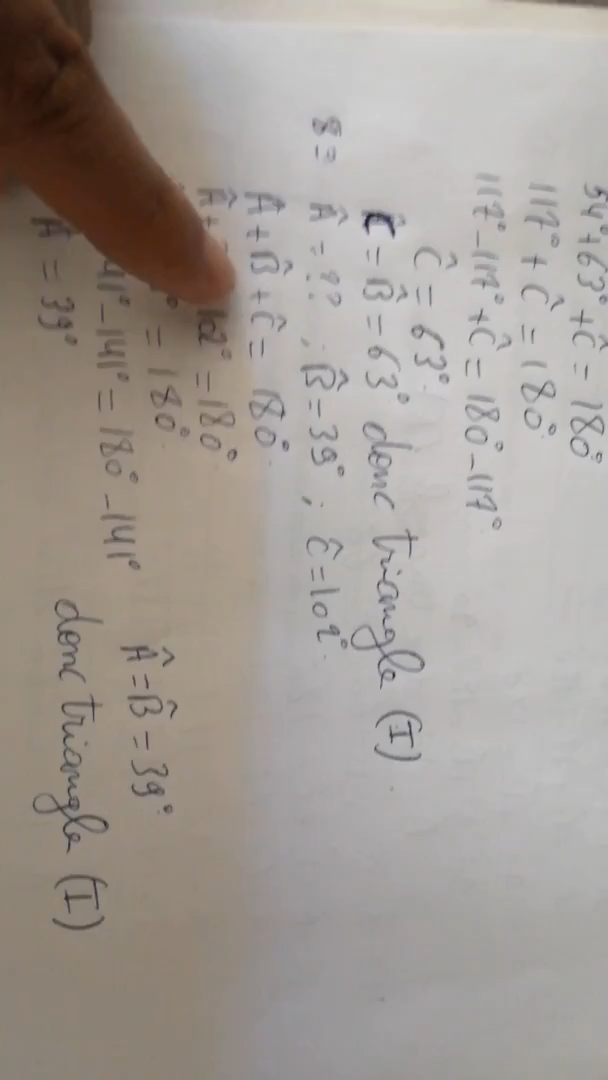 54° + 63° + Ĉ = 180°
117° + Ĉ = 180°
117° - 117° + Ĉ = 180° - 117°
Ĉ = 63°
Ĉ = B̂ = 63° donc triangle (I)
8 = Â = ?? ; B̂ = 39° ; Ĉ = 102°.
Â + B̂ + Ĉ = 180°.
Â + 102° = 180°.
° = 180°.
41° - 141° = 180° - 141°
Â = 39°
Â = B̂ = 39°
donc triangle (I)